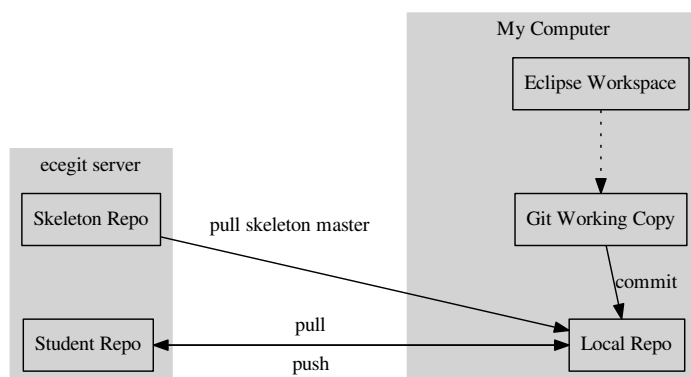 My Computer
Eclipse Workspace
ecegit server
Skeleton Repo
pull skeleton master
Git Working Copy
commit
Student Repo
pull
push
Local Repo